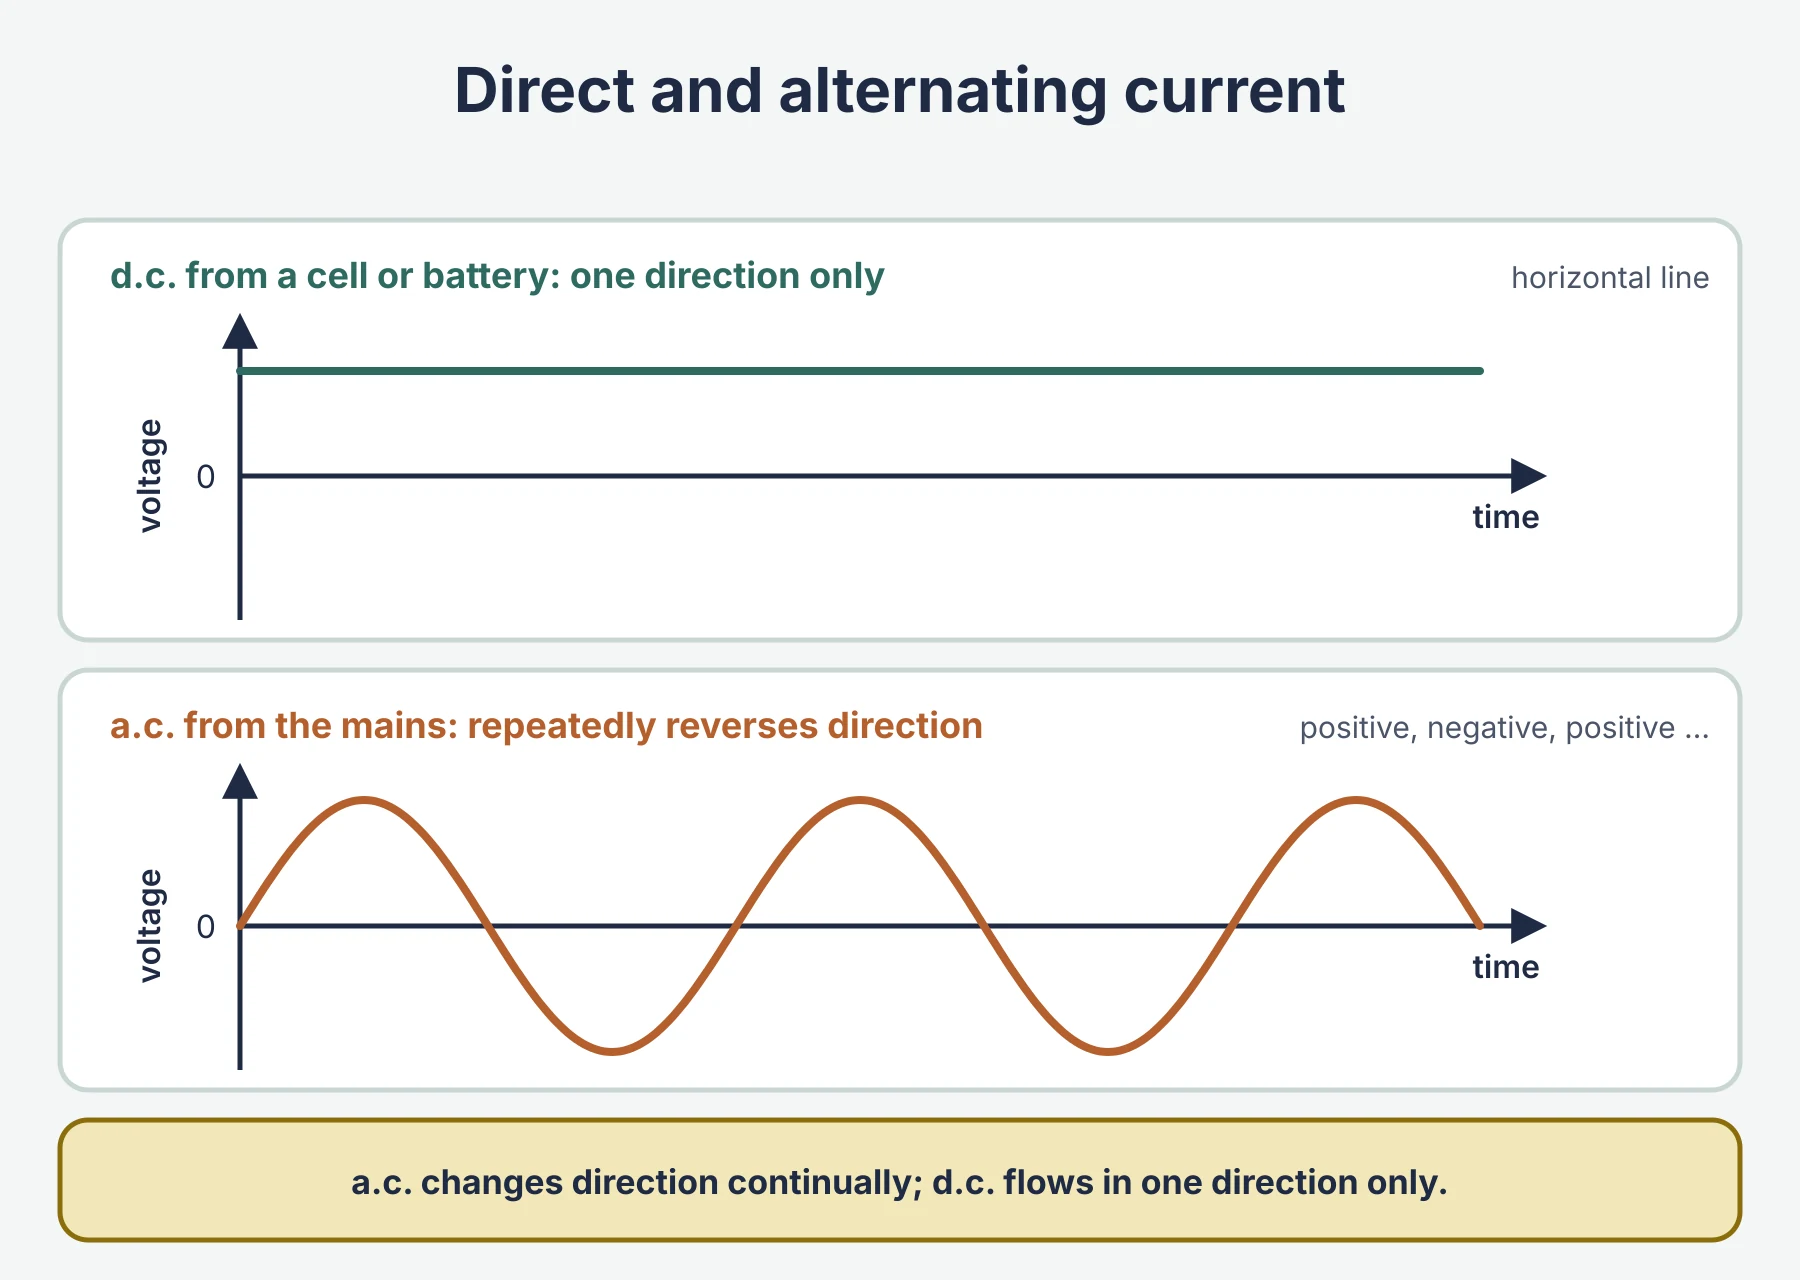 Direct and alternating current
d.c. from a cell or battery: one direction only
horizontal line
voltage
0
time
a.c. from the mains: repeatedly reverses direction
positive, negative, positive ...
voltage
0
time
a.c. changes direction continually; d.c. flows in one direction only.